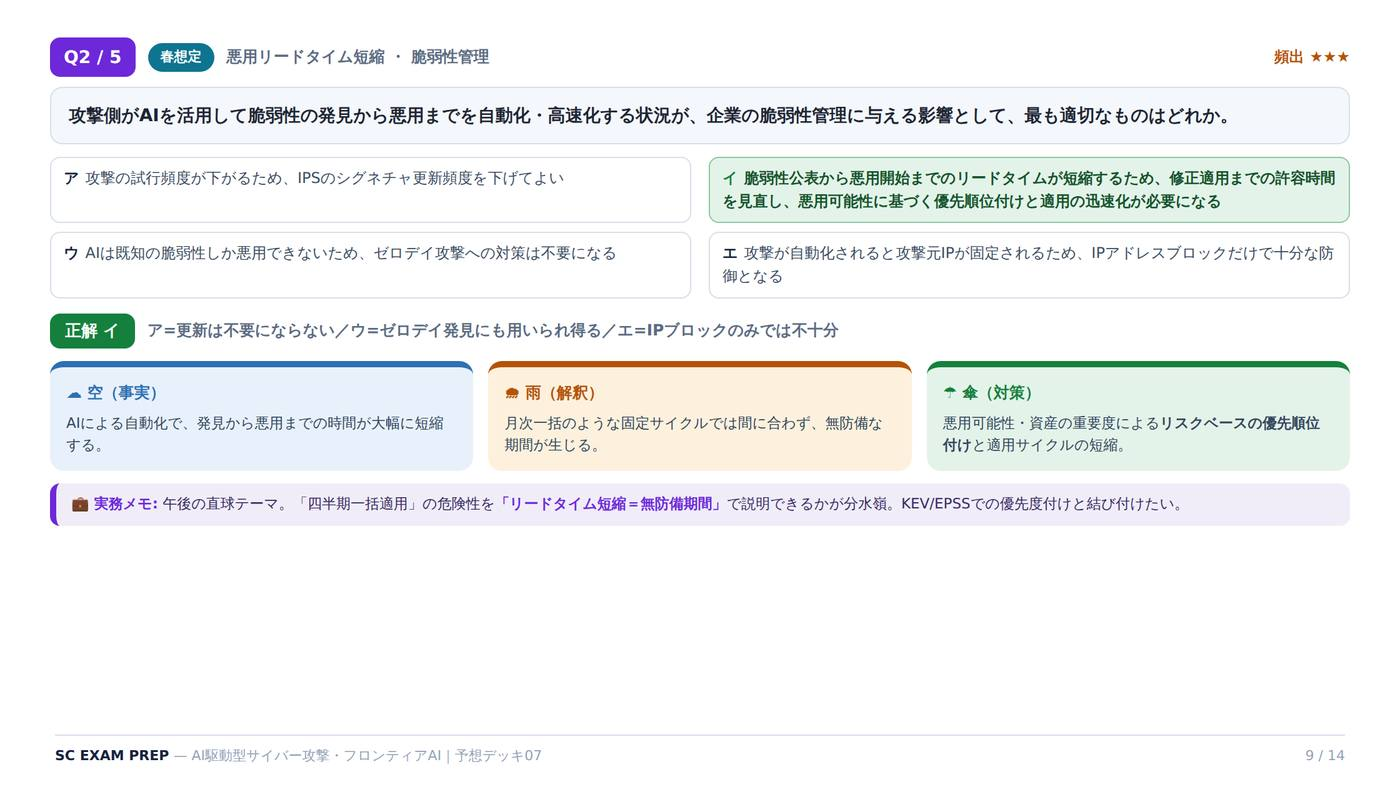 Q2 / 5 春想定 悪用リードタイム短縮 ・ 脆弱性管理 頻出 ★★★
攻撃側がAIを活用して脆弱性の発見から悪用までを自動化・高速化する状況が、企業の脆弱性管理に与える影響として、最も適切なものはどれか。
ア 攻撃の試行頻度が下がるため、IPSのシグネチャ更新頻度を下げてよい
イ 脆弱性公表から悪用開始までのリードタイムが短縮するため、修正適用までの許容時間
を見直し、悪用可能性に基づく優先順位付けと適用の迅速化が必要になる
ウ AIは既知の脆弱性しか悪用できないため、ゼロデイ攻撃への対策は不要になる
エ 攻撃が自動化されると攻撃元IPが固定されるため、IPアドレスブロックだけで十分な防
御となる
正解 イ ア=更新は不要にならない／ウ=ゼロデイ発見にも用いられ得る／エ=IPブロックのみでは不十分
☁ 空（事実）
AIによる自動化で、発見から悪用までの時間が大幅に短縮
する。
🌧 雨（解釈）
月次一括のような固定サイクルでは間に合わず、無防備な
期間が生じる。
☂ 傘（対策）
悪用可能性・資産の重要度によるリスクベースの優先順位
付けと適用サイクルの短縮。
💼 実務メモ: 午後の直球テーマ。「四半期一括適用」の危険性を「リードタイム短縮＝無防備期間」で説明できるかが分水嶺。KEV/EPSSでの優先度付けと結び付けたい。
SC EXAM PREP — AI駆動型サイバー攻撃・フロンティアAI｜予想デッキ07 9 / 14